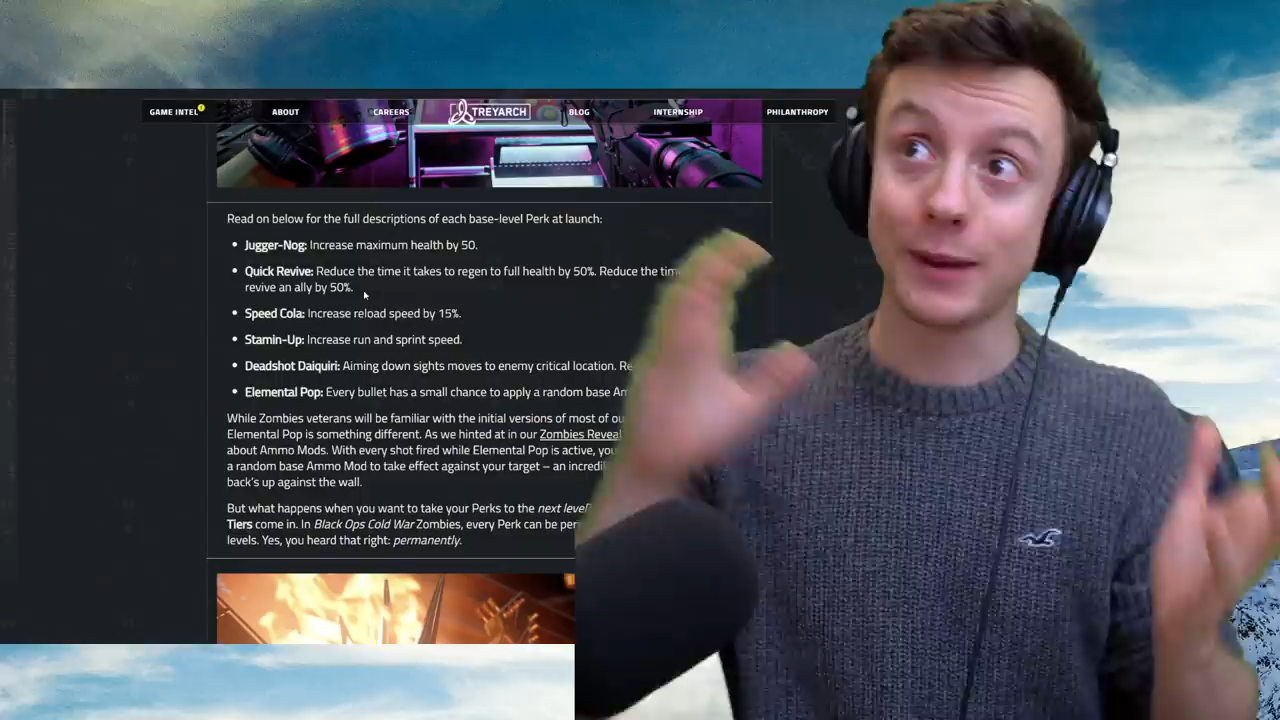 GAME INTEL ABOUT CAREERS TREYARCH BLOG INTERNSHIP PHILANTHROPY
Read on below for the full descriptions of each base-level Perk at launch:
Jugger-Nog: Increase maximum health by 50.
Quick Revive: Reduce the time it takes to regen to full health by 50%. Reduce the
revive an ally by 50%.
Speed Cola: Increase reload speed by 15%.
Stamin-Up: Increase run and sprint speed.
Deadshot Daiquiri: Aiming down sights moves to enemy critical location.
Elemental Pop: Every bullet has a small chance to apply a random base
While Zombies veterans will be familiar with the initial versions of most of
Elemental Pop is something different. As we hinted at in our Zombies Reveal
about Ammo Mods. With every shot fired while Elemental Pop is active,
a random base Ammo Mod to take effect against your target – an
back's up against the wall.
But what happens when you want to take your Perks to the next level
Tiers come in. In Black Ops Cold War Zombies, every Perk can be
levels. Yes, you heard that right: permanently.